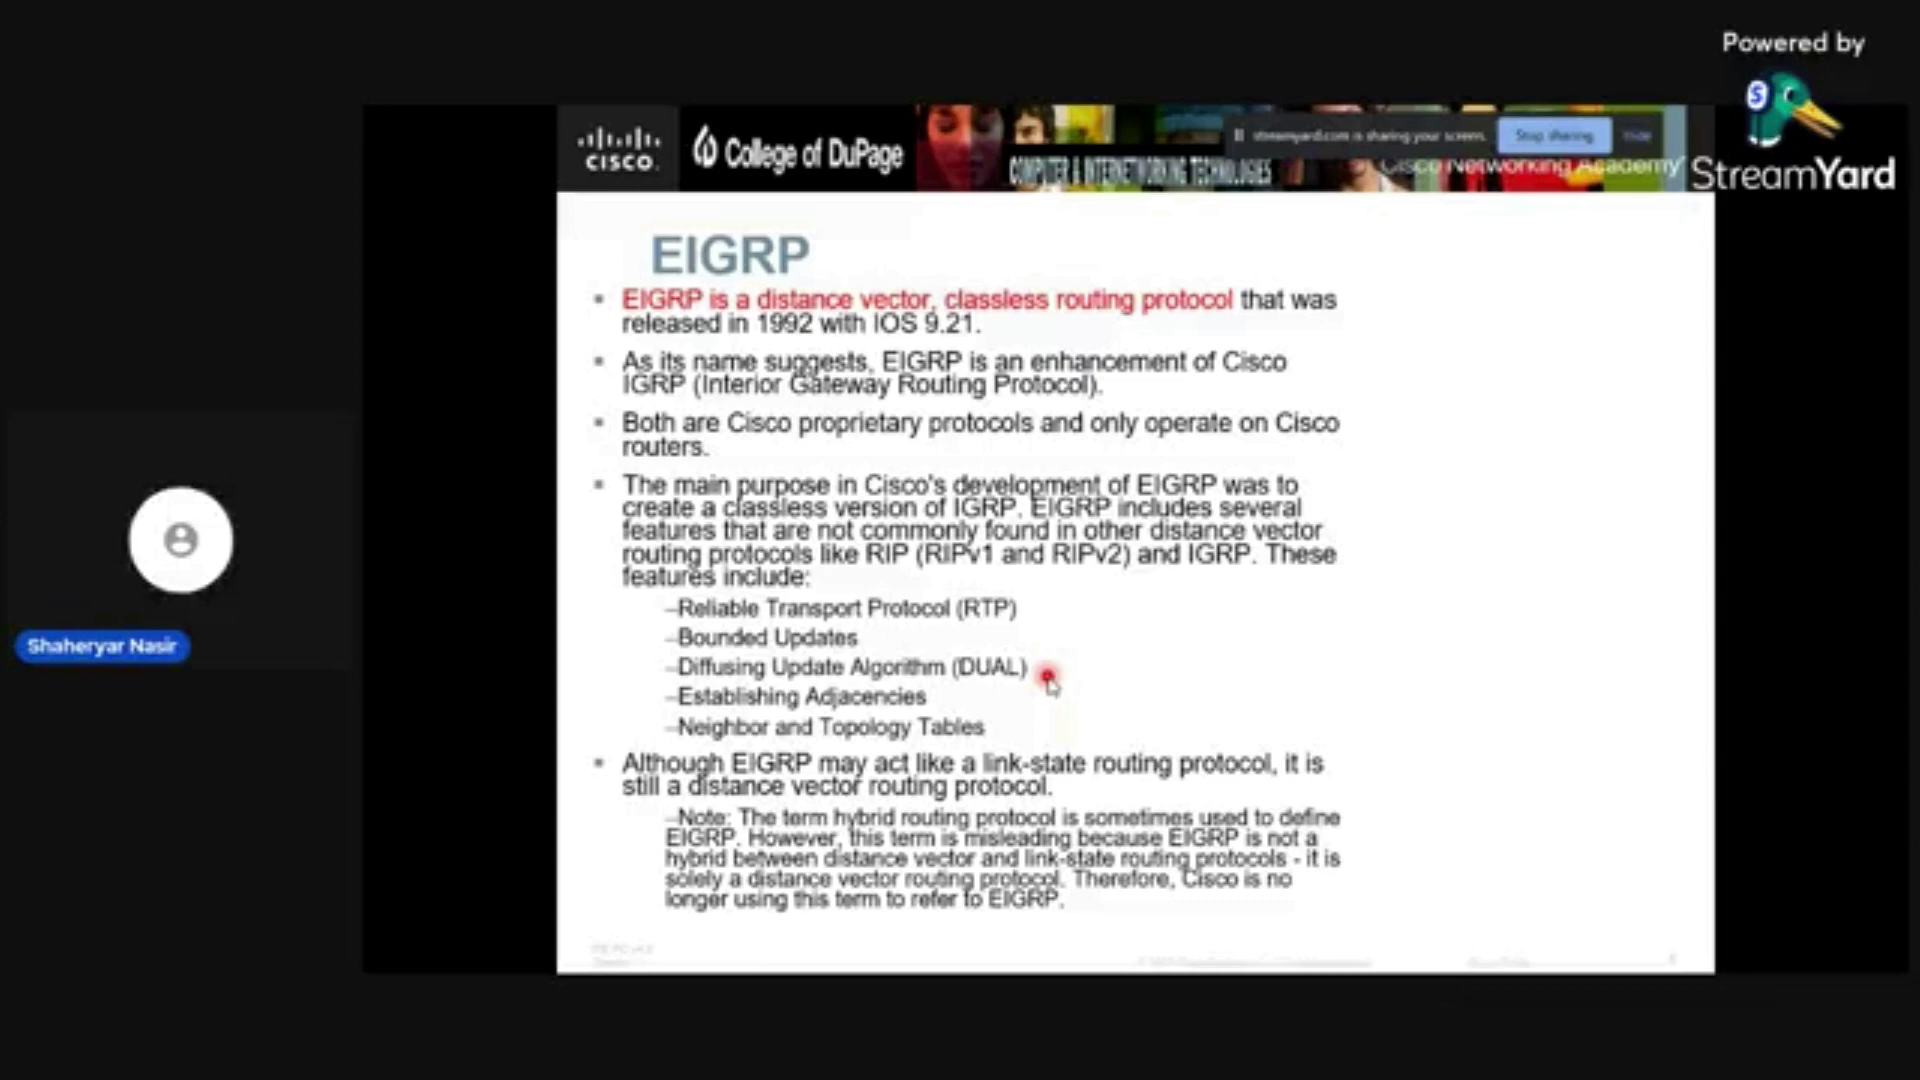 Powered by
S
StreamYard
CISCO.
College of DuPage
COMPUTER & INTERNETWORKING TECHNOLOGIES
streamyard.com is sharing your screen.
Stop sharing
Hide
Cisco Networking Academy
EIGRP
▪ EIGRP is a distance vector, classless routing protocol that was
released in 1992 with IOS 9.21.
▪ As its name suggests, EIGRP is an enhancement of Cisco
IGRP (Interior Gateway Routing Protocol).
▪ Both are Cisco proprietary protocols and only operate on Cisco
routers.
▪ The main purpose in Cisco's development of EIGRP was to
create a classless version of IGRP. EIGRP includes several
features that are not commonly found in other distance vector
routing protocols like RIP (RIPv1 and RIPv2) and IGRP. These
features include:
–Reliable Transport Protocol (RTP)
–Bounded Updates
–Diffusing Update Algorithm (DUAL)
–Establishing Adjacencies
–Neighbor and Topology Tables
▪ Although EIGRP may act like a link-state routing protocol, it is
still a distance vector routing protocol.
–Note: The term hybrid routing protocol is sometimes used to define
EIGRP. However, this term is misleading because EIGRP is not a
hybrid between distance vector and link-state routing protocols - it is
solely a distance vector routing protocol. Therefore, Cisco is no
longer using this term to refer to EIGRP.
Shaheryar Nasir